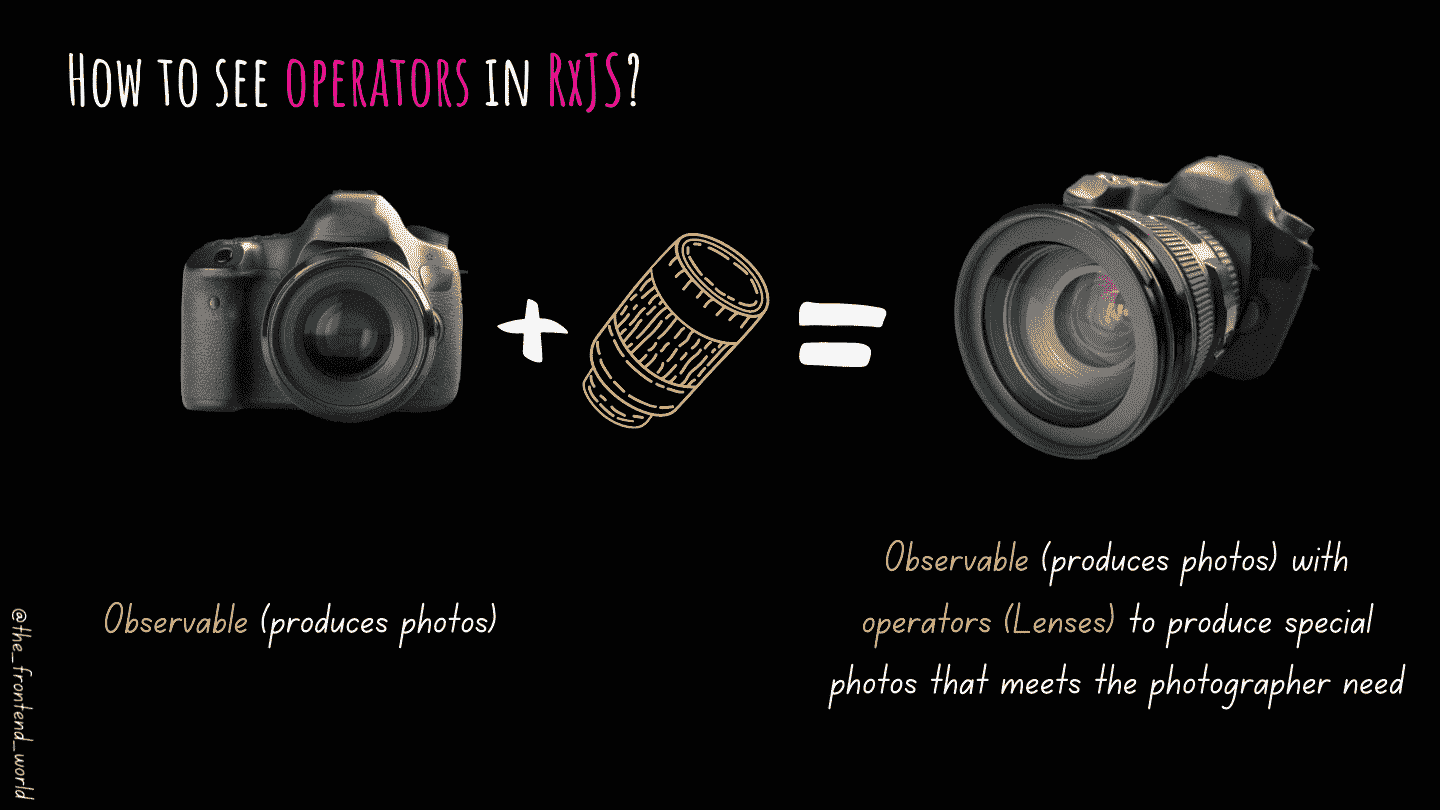 How to see operators in RxJS?
Observable (produces photos)
Observable (produces photos) with
operators (Lenses) to produce special
photos that meets the photographer need
@the_frontend_world